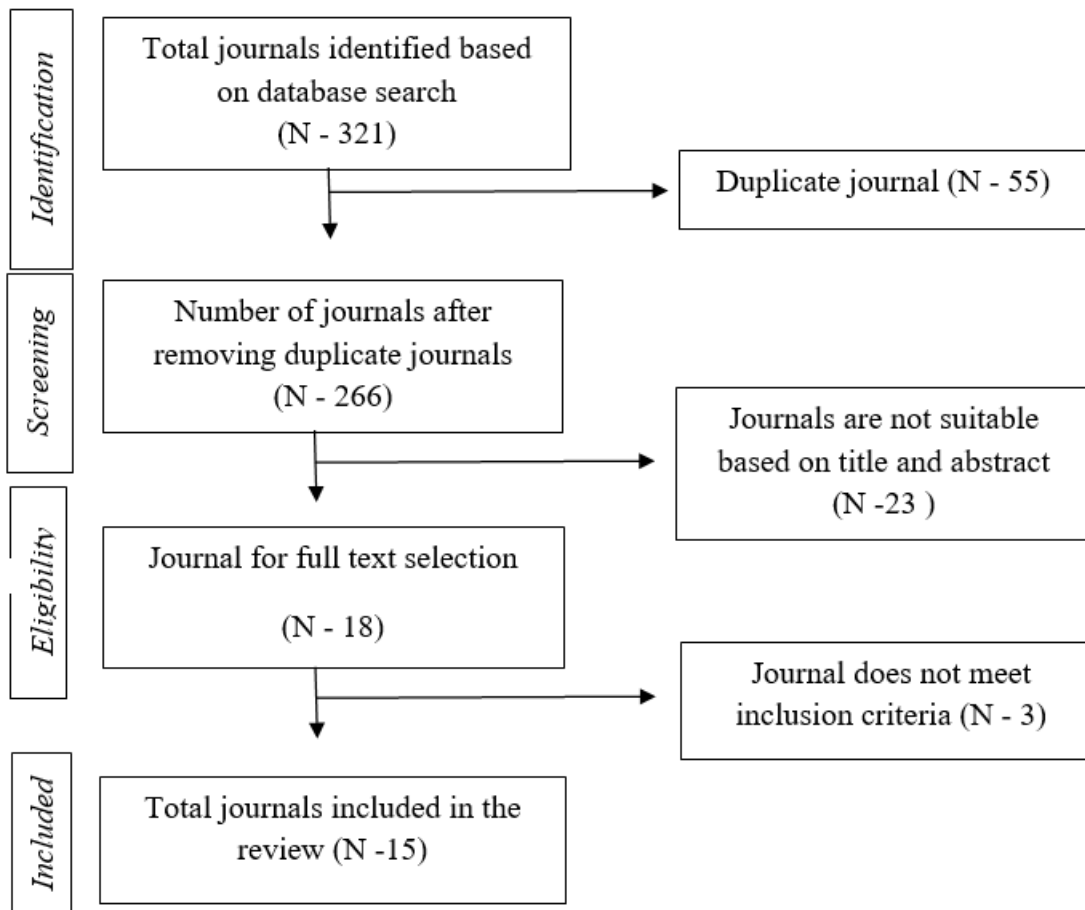 Identification
Total journals identified based
on database search
(N - 321)
Duplicate journal (N - 55)
Screening
Number of journals after
removing duplicate journals
(N - 266)
Journals are not suitable
based on title and abstract
(N -23 )
Eligibility
Journal for full text selection
(N - 18)
Journal does not meet
inclusion criteria (N - 3)
Included
Total journals included in the
review (N -15)